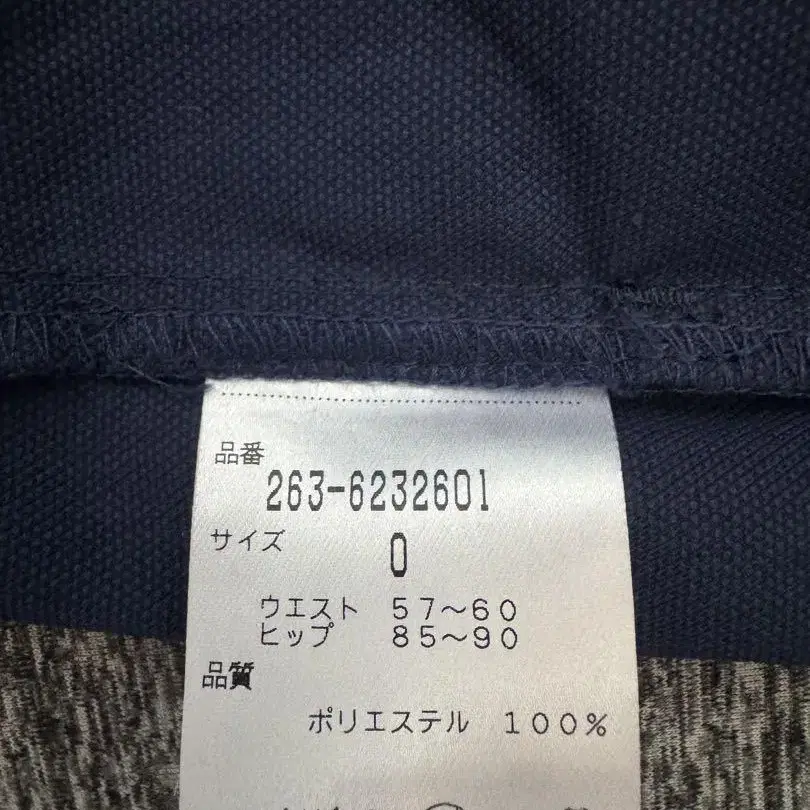 品番
263-6232601
サイズ
0
ウエスト 57~60
ヒップ 85~90
品質
ポリエステル 100%